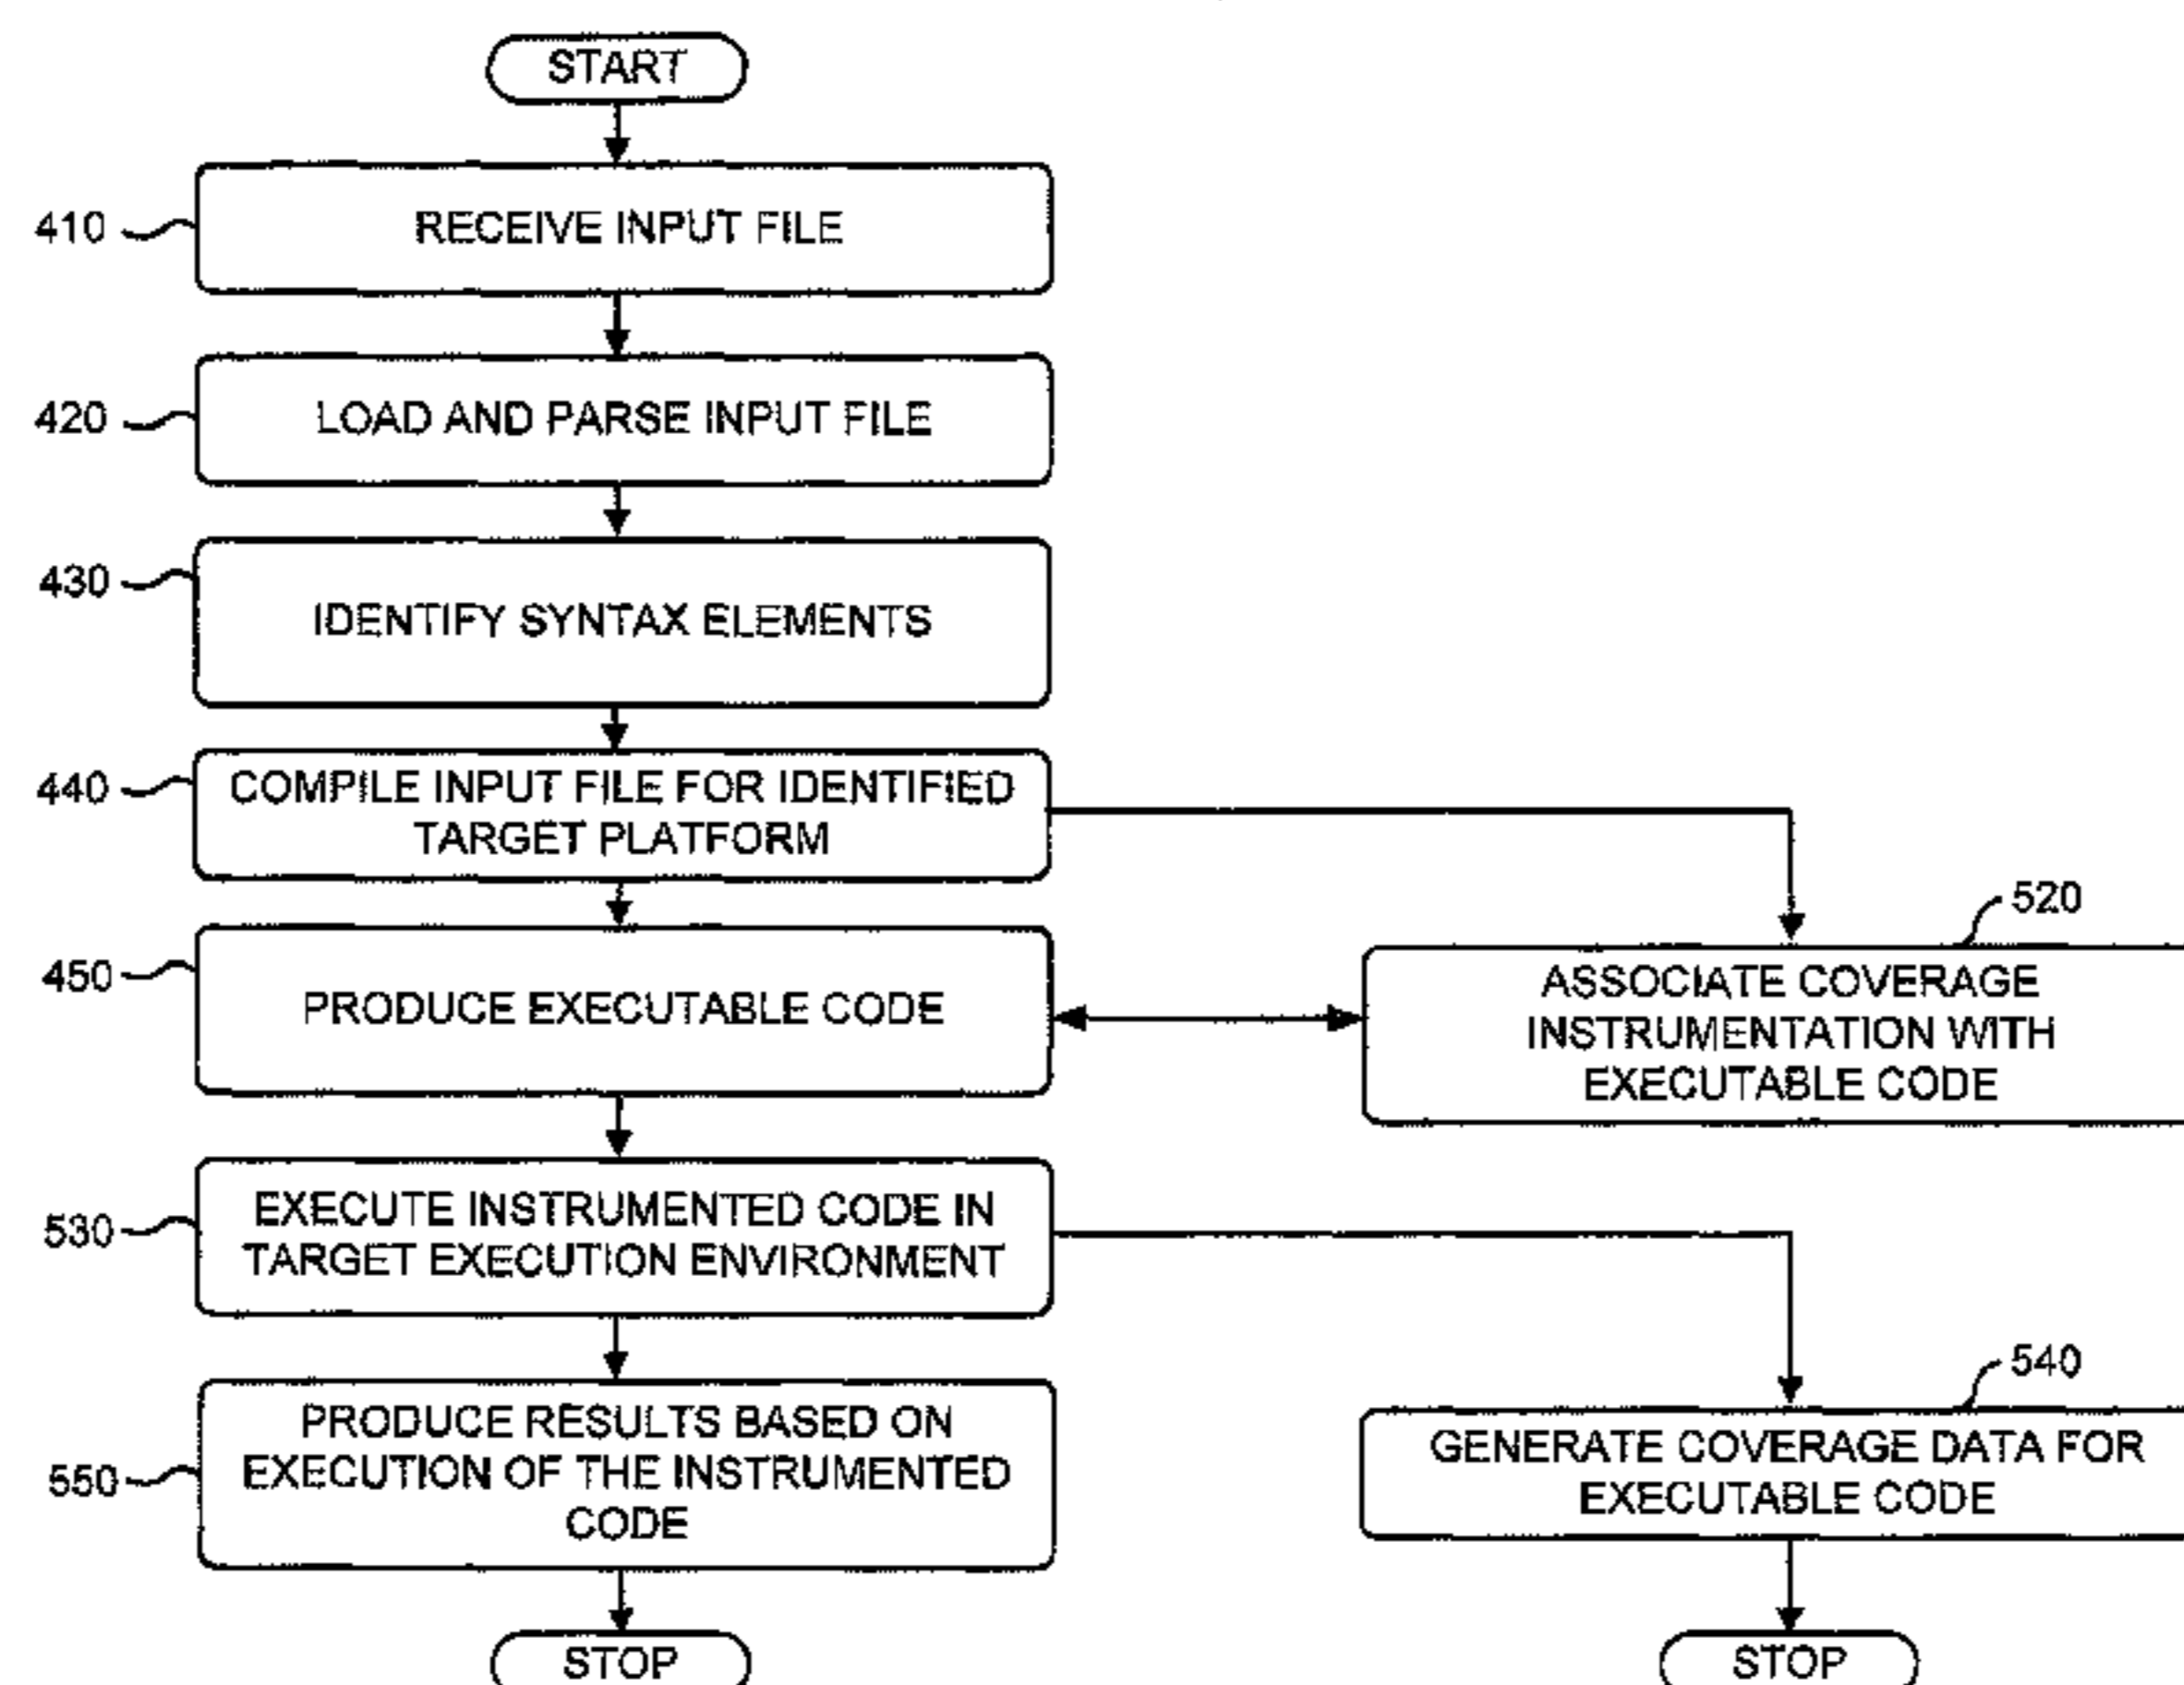 START
410
RECEIVE INPUT FILE
420
LOAD AND PARSE INPUT FILE
430
IDENTIFY SYNTAX ELEMENTS
440
COMPILE INPUT FILE FOR IDENTIFIED
TARGET PLATFORM
450
PRODUCE EXECUTABLE CODE
520
ASSOCIATE COVERAGE
INSTRUMENTATION WITH
EXECUTABLE CODE
530
EXECUTE INSTRUMENTED CODE IN
TARGET EXECUTION ENVIRONMENT
540
GENERATE COVERAGE DATA FOR
EXECUTABLE CODE
550
PRODUCE RESULTS BASED ON
EXECUTION OF THE INSTRUMENTED
CODE
STOP
STOP